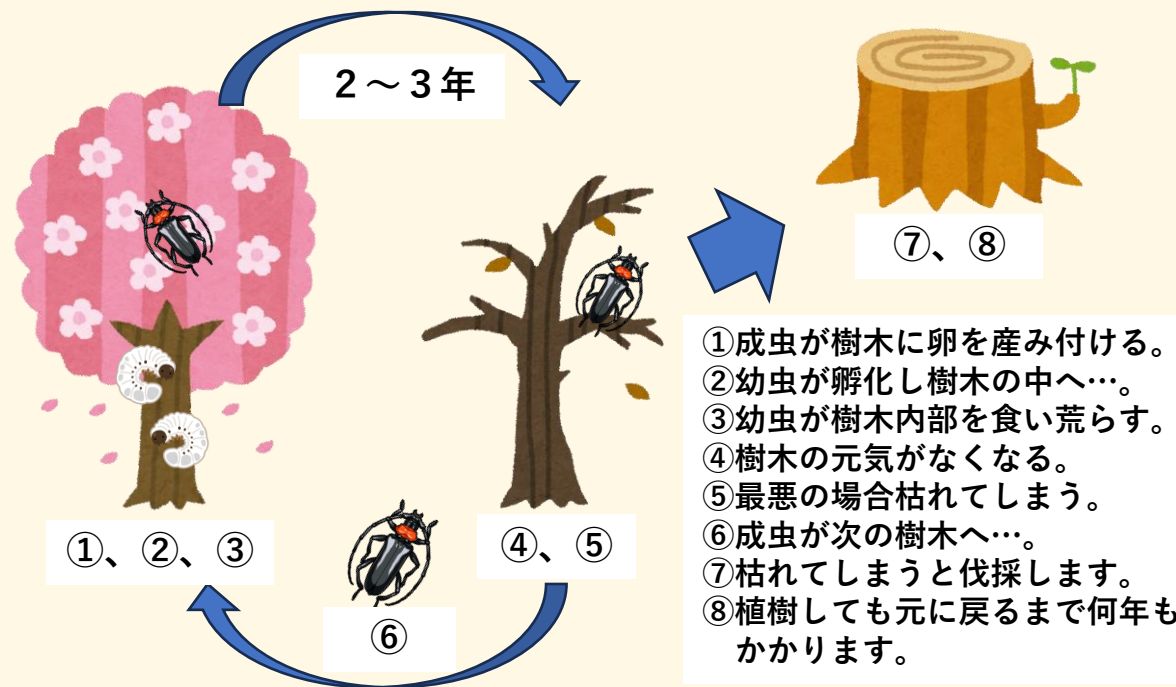 2～3年
⑦、⑧
①、②、③
④、⑤
⑥
①成虫が樹木に卵を産み付ける。
②幼虫が孵化し樹木の中へ…。
③幼虫が樹木内部を食い荒らす。
④樹木の元気がなくなる。
⑤最悪の場合枯れてしまう。
⑥成虫が次の樹木へ…。
⑦枯れてしまうと伐採します。
⑧植樹しても元に戻るまで何年も
かかります。